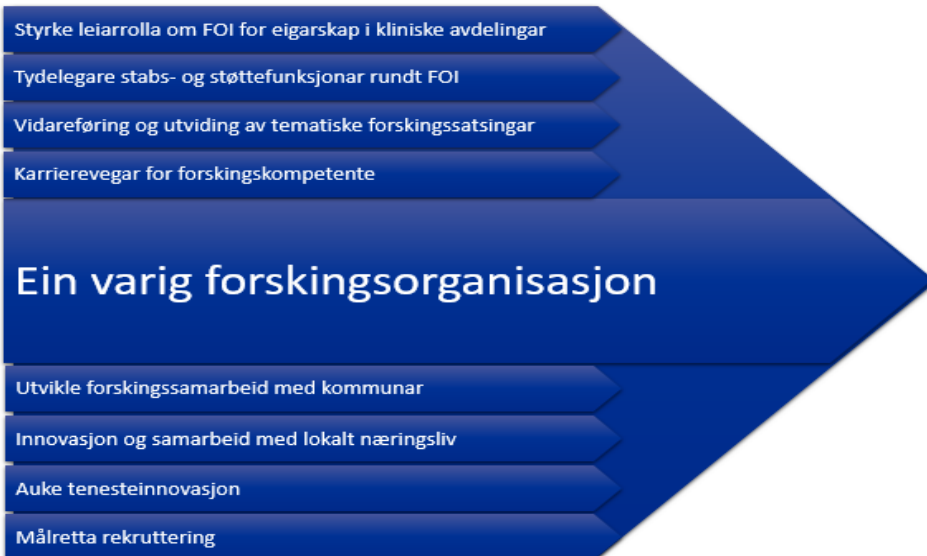 Styrke leiarrolla om FOI for eigarskap i kliniske avdelingar
Tydelegare stabs- og støttefunksjonar rundt FOI
Vidareføring og utviding av tematiske forskingssatsingar
Karrierevegar for forskingskompetente
Ein varig forskingsorganisasjon
Utvikle forskingssamarbeid med kommunar
Innovasjon og samarbeid med lokalt næringsliv
Auke tenesteinnovasjon
Målretta rekruttering